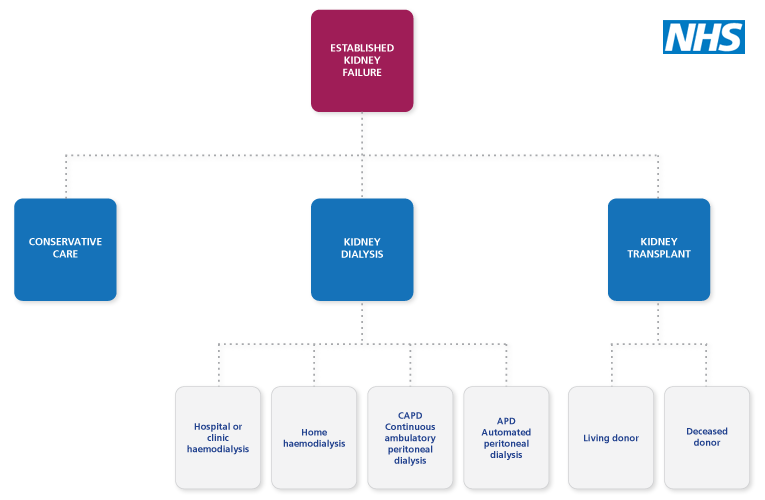 ESTABLISHED
KIDNEY
FAILURE
NHS
CONSERVATIVE
CARE
KIDNEY
DIALYSIS
KIDNEY
TRANSPLANT
Hospital or
clinic
haemodialysis
Home
haemodialysis
CAPD
Continuous
ambulatory
peritoneal
dialysis
APD
Automated
peritoneal
dialysis
Living donor
Deceased
donor